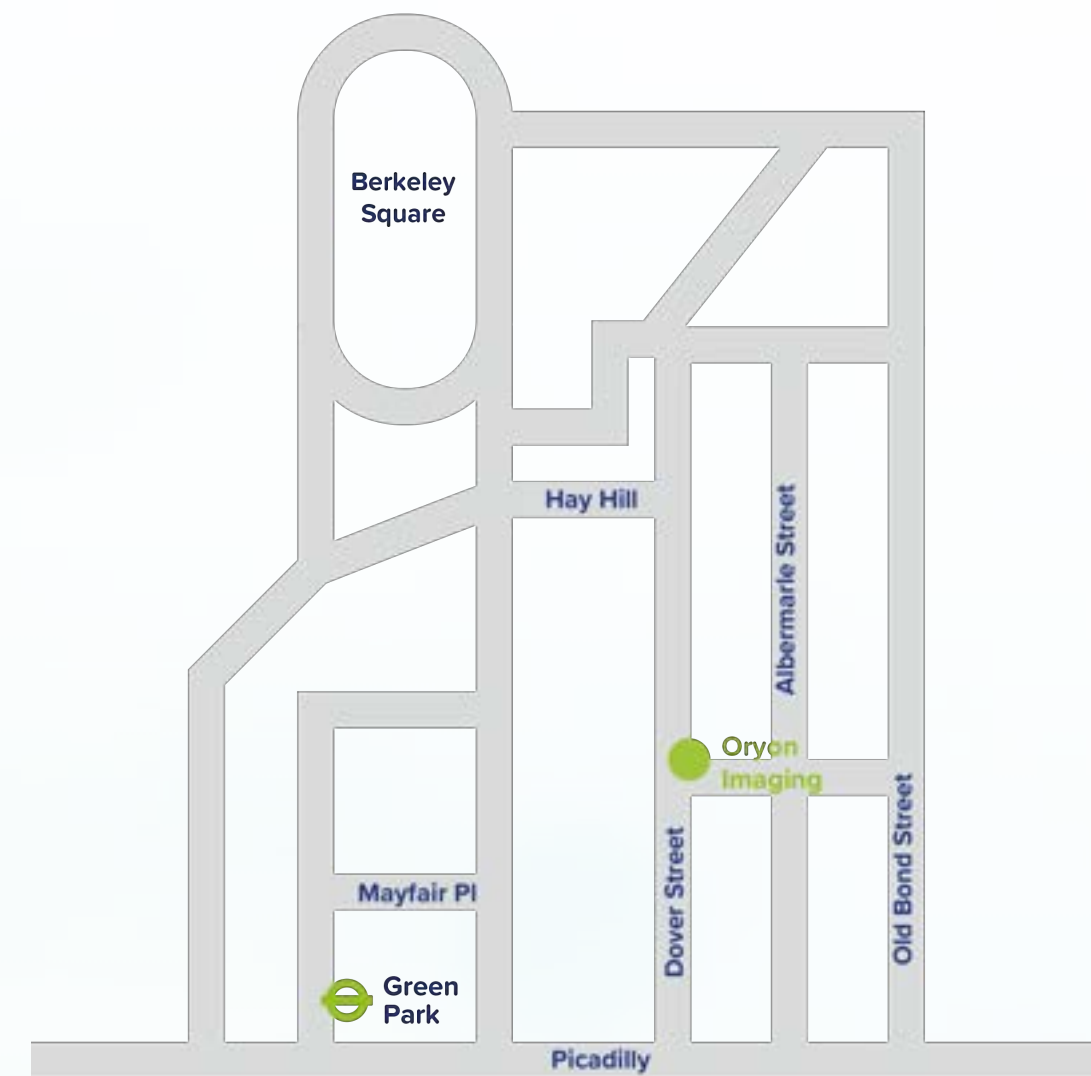 Berkeley
Square
Hay Hill
Albermarle Street
Oryon
Imaging
Dover Street
Old Bond Street
Mayfair Pl
Green
Park
Picadilly